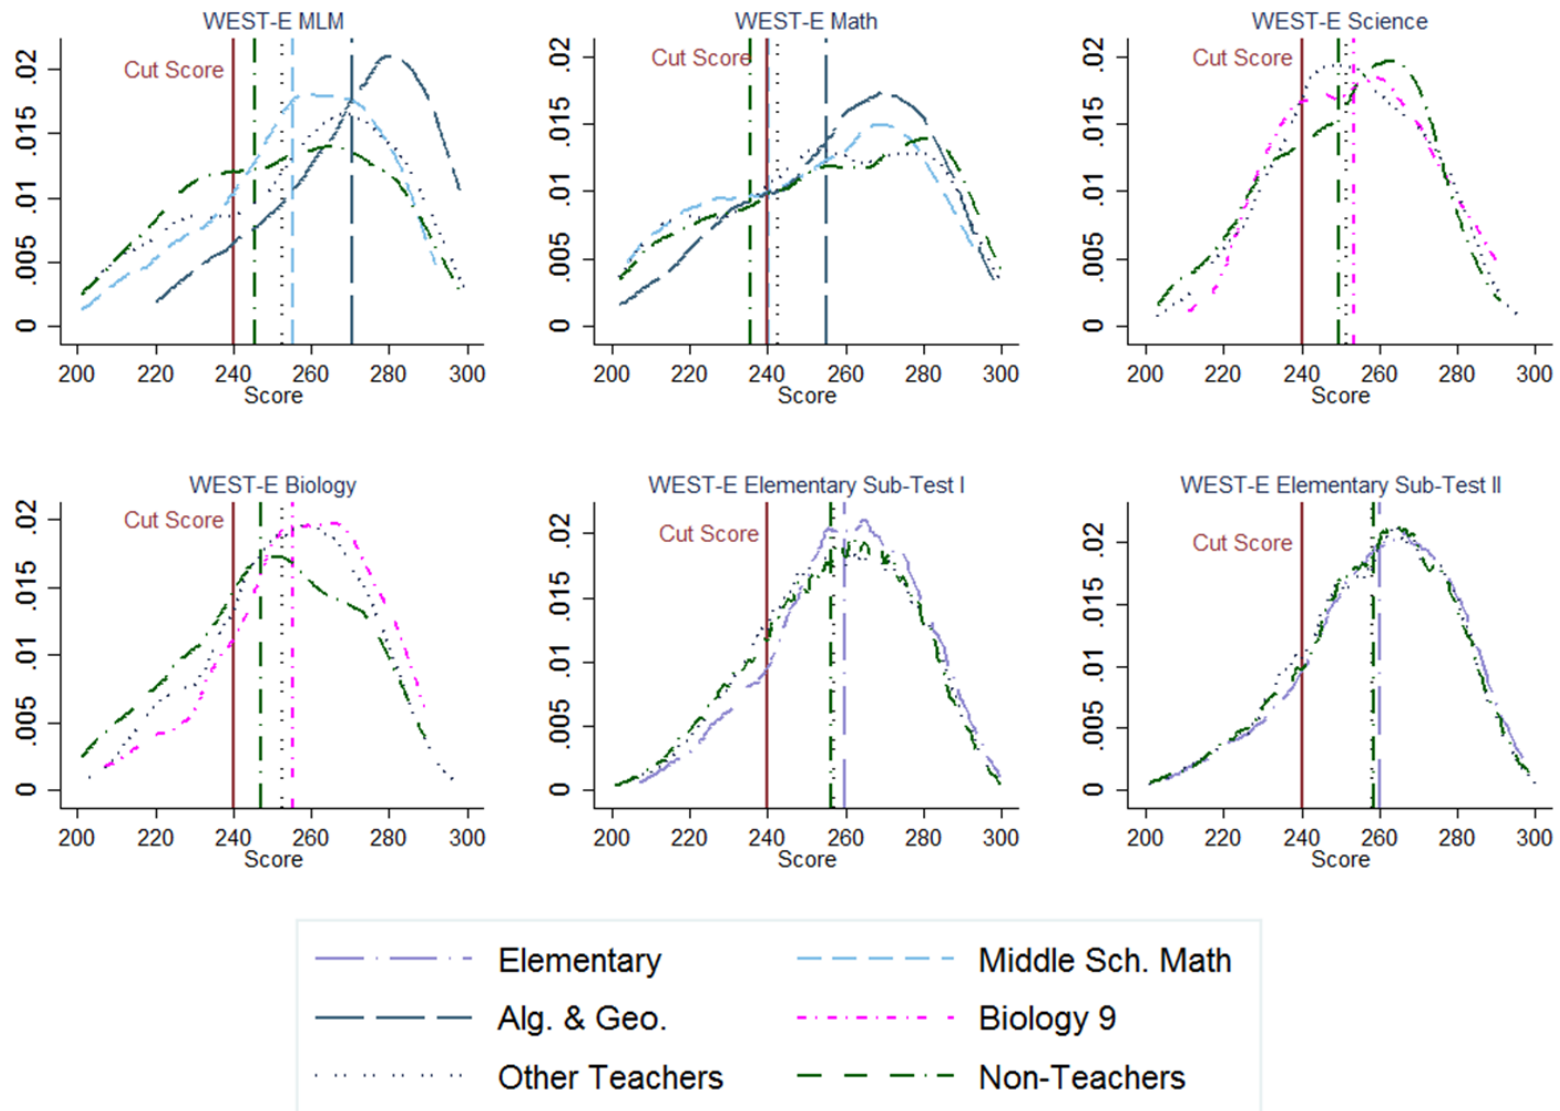 WEST-E MLM
Cut Score
.02
.015
.01
.005
0
200 220 240 260 280 300
Score
WEST-E Math
Cut Score
.02
.015
.01
.005
0
200 220 240 260 280 300
Score
WEST-E Science
Cut Score
.02
.015
.01
.005
0
200 220 240 260 280 300
Score
WEST-E Biology
Cut Score
.02
.015
.01
.005
0
200 220 240 260 280 300
Score
WEST-E Elementary Sub-Test I
Cut Score
.02
.015
.01
.005
0
200 220 240 260 280 300
Score
WEST-E Elementary Sub-Test II
Cut Score
.02
.015
.01
.005
0
200 220 240 260 280 300
Score
Elementary
Middle Sch. Math
Alg. & Geo.
Biology 9
Other Teachers
Non-Teachers